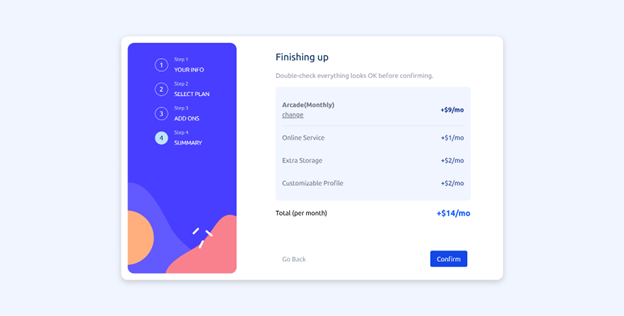 1
Step 1
YOUR INFO
2
Step 2
SELECT PLAN
3
Step 3
ADD ONS
4
Step 4
SUMMARY
Finishing up
Double-check everything looks OK before confirming.
Arcade(Monthly)
change
+$9/mo
Online Service +$1/mo
Extra Storage +$2/mo
Customizable Profile +$2/mo
Total (per month) +$14/mo
Go Back Confirm